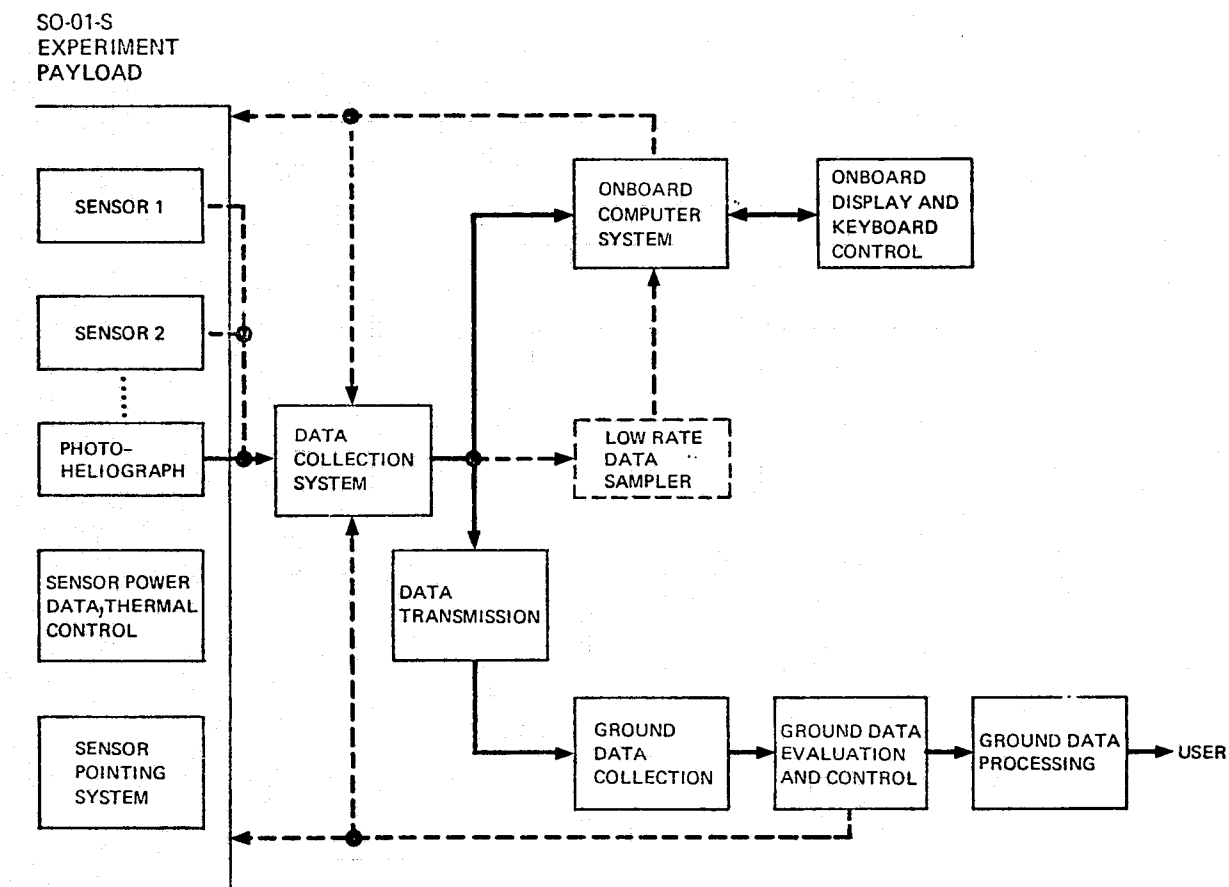 SO-01-S
EXPERIMENT
PAYLOAD
SENSOR 1
SENSOR 2
PHOTO-
HELIOGRAPH
SENSOR POWER
DATA,THERMAL
CONTROL
SENSOR
POINTING
SYSTEM
DATA
COLLECTION
SYSTEM
ONBOARD
COMPUTER
SYSTEM
ONBOARD
DISPLAY AND
KEYBOARD
CONTROL
LOW RATE
DATA
SAMPLER
DATA
TRANSMISSION
GROUND
DATA
COLLECTION
GROUND DATA
EVALUATION
AND CONTROL
GROUND DATA
PROCESSING
USER